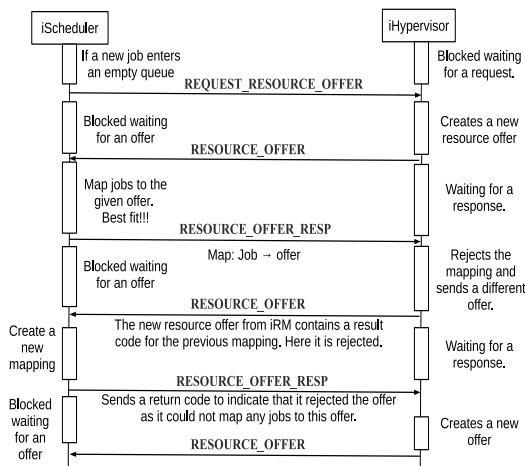 iScheduler
iHypervisor
If a new job enters
an empty queue
Blocked waiting
for a request.
REQUEST_RESOURCE_OFFER
Blocked waiting
for an offer
Creates a new
resource offer
RESOURCE_OFFER
Map jobs to the
given offer.
Best fit!!!
Waiting for a
response.
RESOURCE_OFFER_RESP
Map: Job → offer
Blocked waiting
for an offer
Rejects the
mapping and
sends a different
offer.
RESOURCE_OFFER
Create a
new
mapping
The new resource offer from iRM contains a result
code for the previous mapping. Here it is rejected.
Waiting for a
response.
RESOURCE_OFFER_RESP
Blocked
waiting
for an
offer
Sends a return code to indicate that it rejected the offer
as it could not map any jobs to this offer.
Creates a new
offer
RESOURCE_OFFER